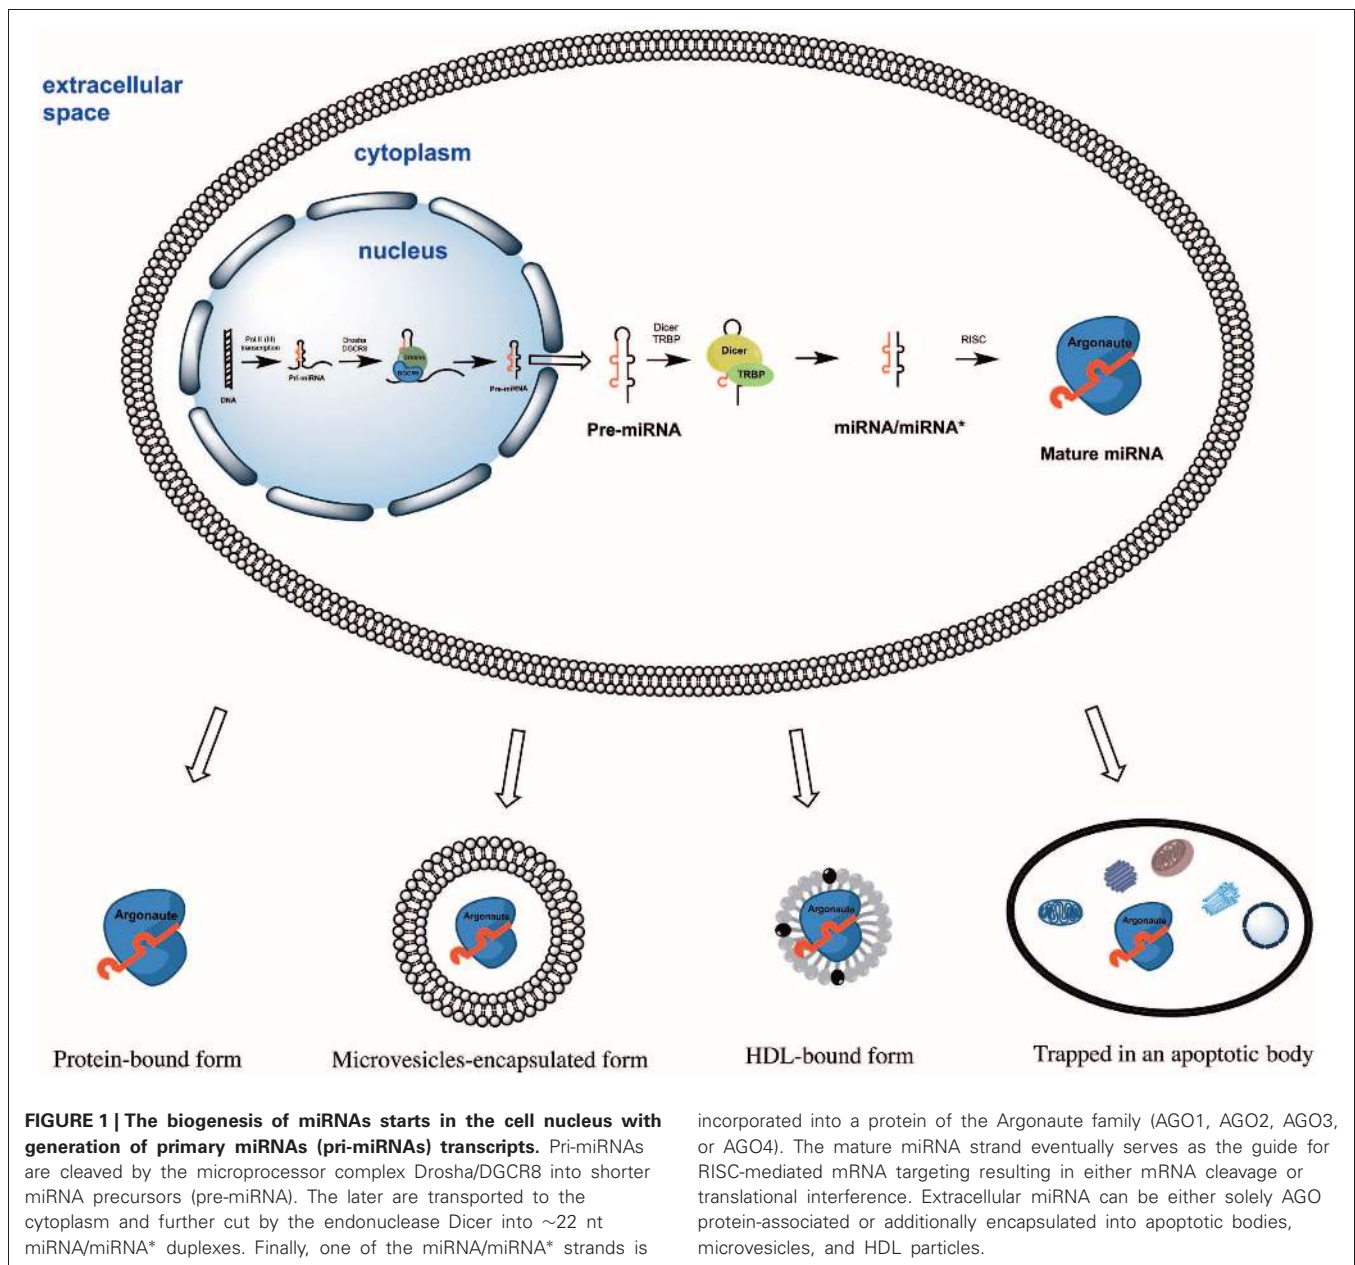 extracellular
space
cytoplasm
nucleus
Pol II (III)
transcription
Drosha
DGCR8
Drosha
DGCR8
DNA
Pri-miRNA
Pre-miRNA
Dicer
TRBP
Dicer
TRBP
RISC
Argonaute
Pre-miRNA
miRNA/miRNA*
Mature miRNA
Argonaute
Argonaute
Argonaute
Argonaute
Protein-bound form
Microvesicles-encapsulated form
HDL-bound form
Trapped in an apoptotic body
FIGURE 1 | The biogenesis of miRNAs starts in the cell nucleus with
generation of primary miRNAs (pri-miRNAs) transcripts. Pri-miRNAs
are cleaved by the microprocessor complex Drosha/DGCR8 into shorter
miRNA precursors (pre-miRNA). The later are transported to the
cytoplasm and further cut by the endonuclease Dicer into ~22 nt
miRNA/miRNA* duplexes. Finally, one of the miRNA/miRNA* strands is
incorporated into a protein of the Argonaute family (AGO1, AGO2, AGO3,
or AGO4). The mature miRNA strand eventually serves as the guide for
RISC-mediated mRNA targeting resulting in either mRNA cleavage or
translational interference. Extracellular miRNA can be either solely AGO
protein-associated or additionally encapsulated into apoptotic bodies,
microvesicles, and HDL particles.